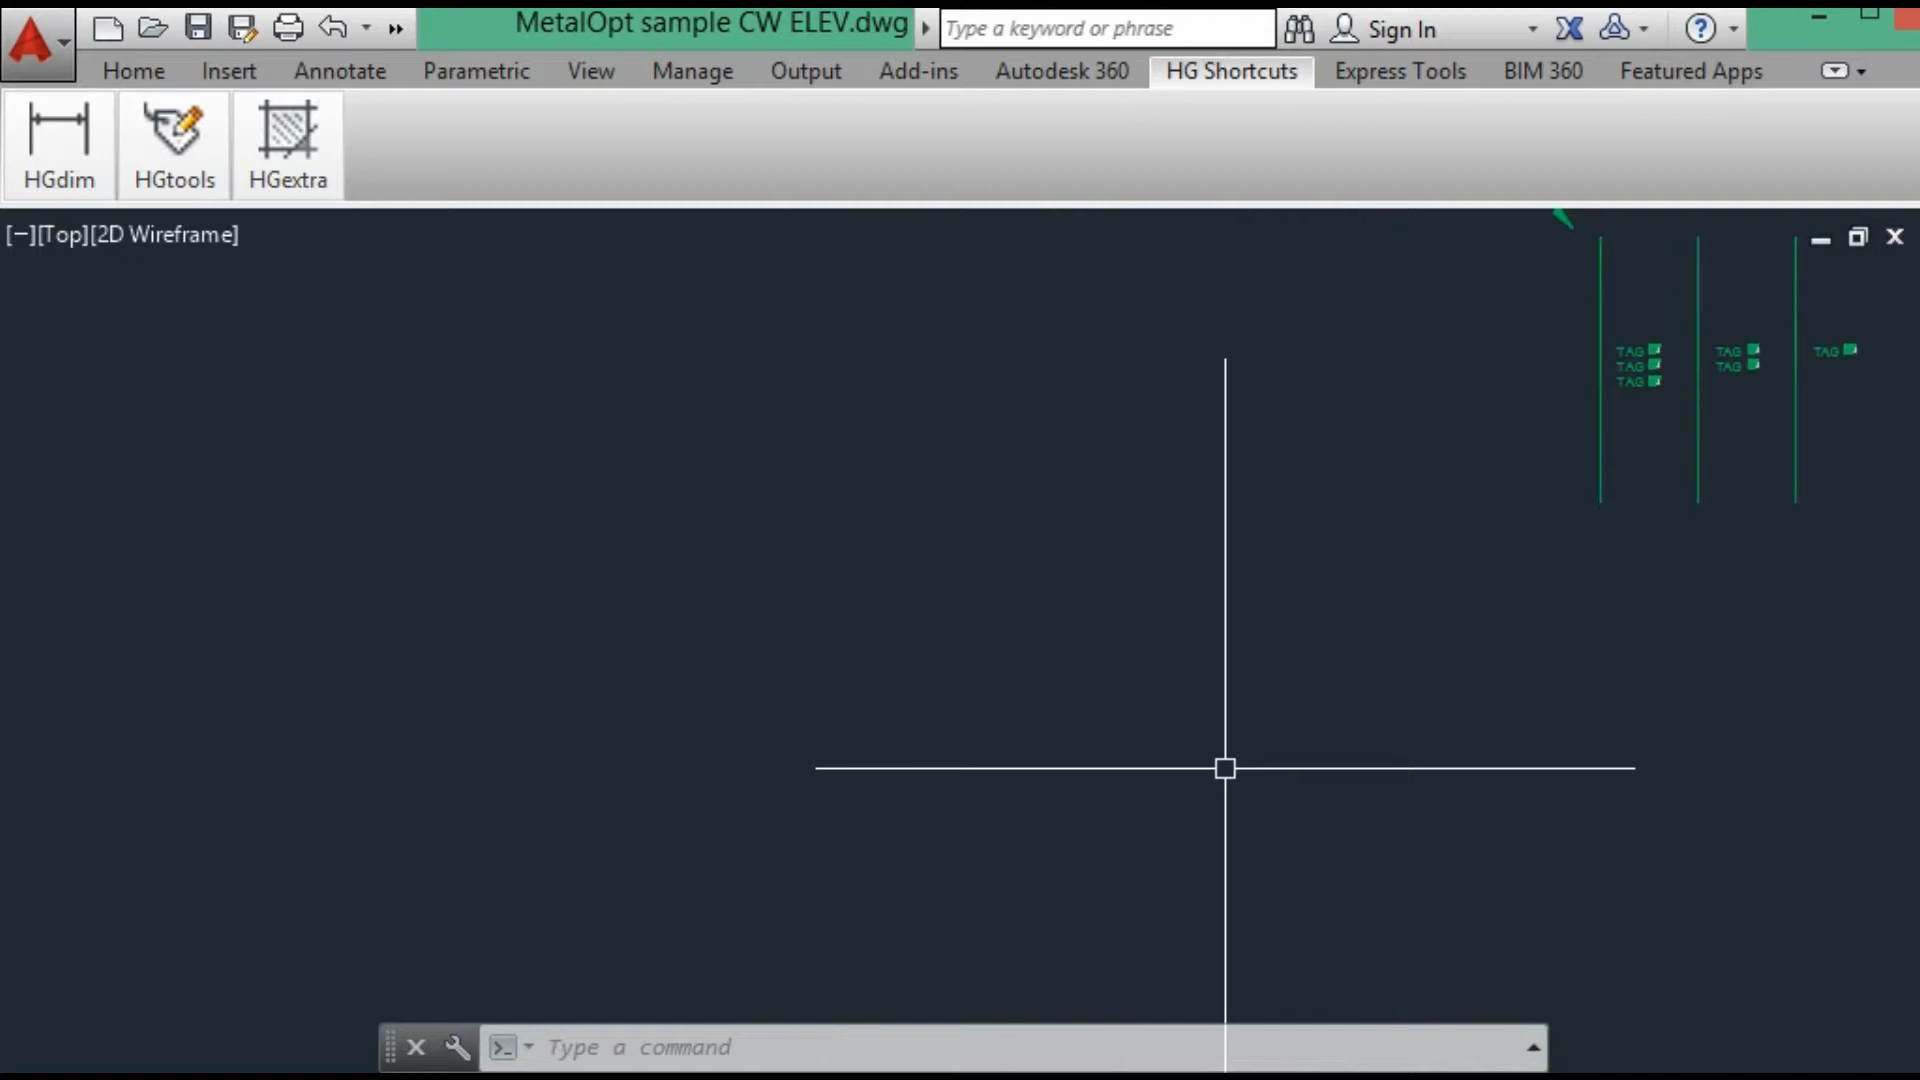 MetalOpt sample CW ELEV.dwg
Type a keyword or phrase
Sign In
Home Insert Annotate Parametric View Manage Output Add-ins Autodesk 360 HG Shortcuts Express Tools BIM 360 Featured Apps
HGdim HGtools HGextra
[−][Top][2D Wireframe]
TAG TAG TAG
TAG TAG
TAG
Type a command